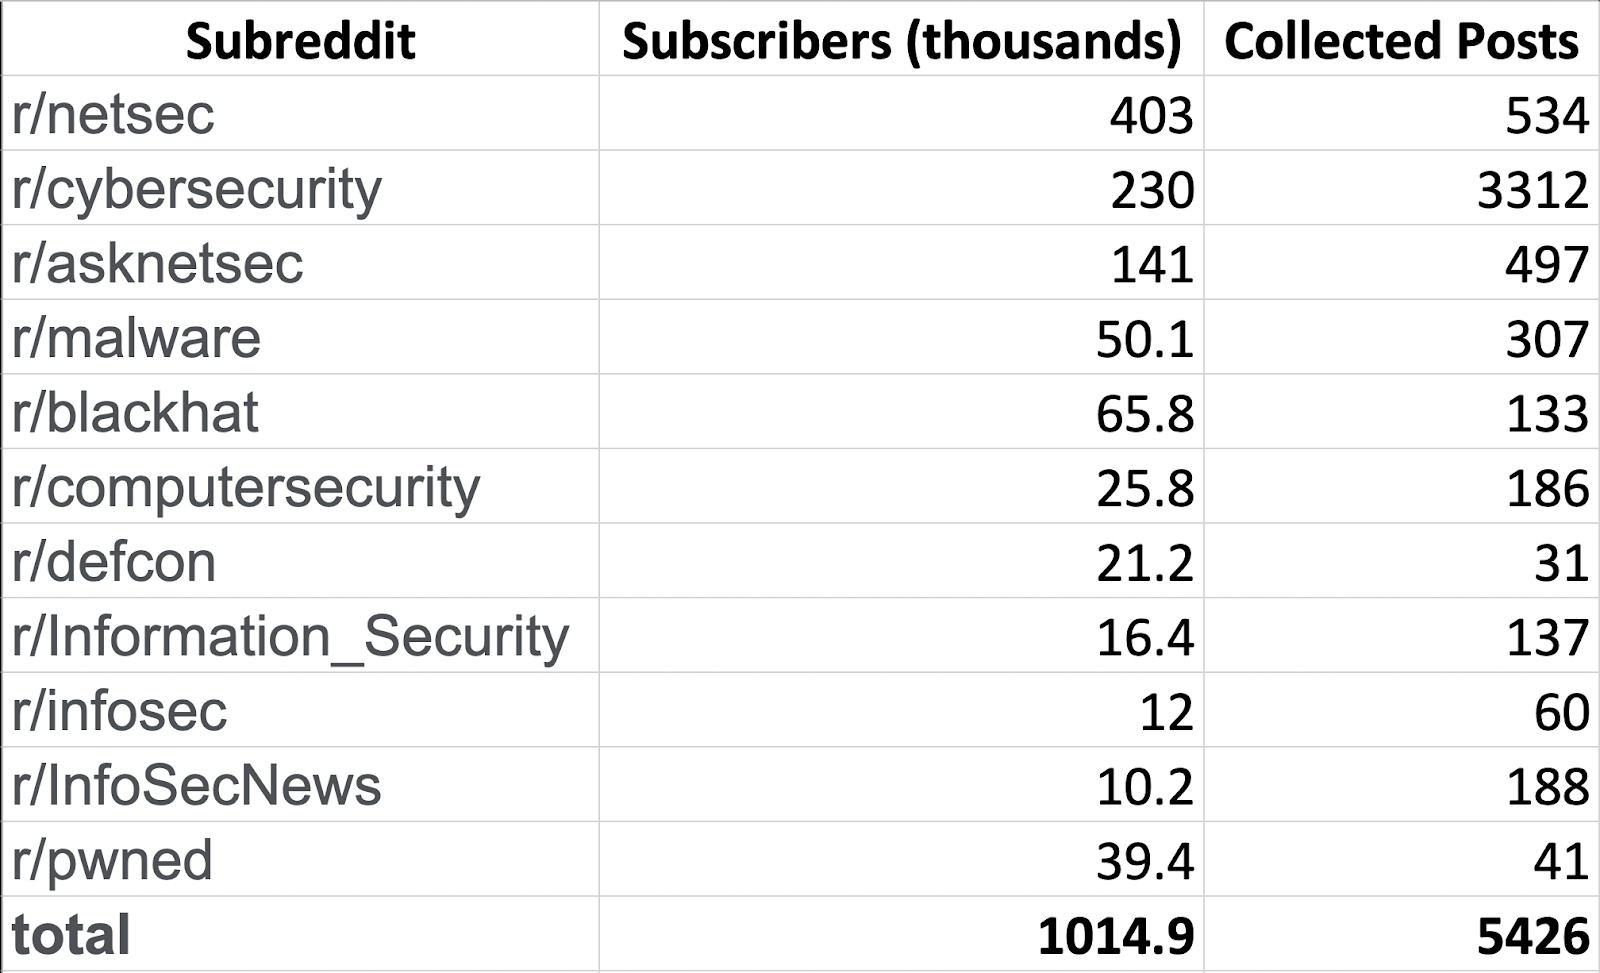 Subreddit Subscribers (thousands) Collected Posts
r/netsec 403 534
r/cybersecurity 230 3312
r/asknetsec 141 497
r/malware 50.1 307
r/blackhat 65.8 133
r/computersecurity 25.8 186
r/defcon 21.2 31
r/Information_Security 16.4 137
r/infosec 12 60
r/InfoSecNews 10.2 188
r/pwned 39.4 41
total 1014.9 5426